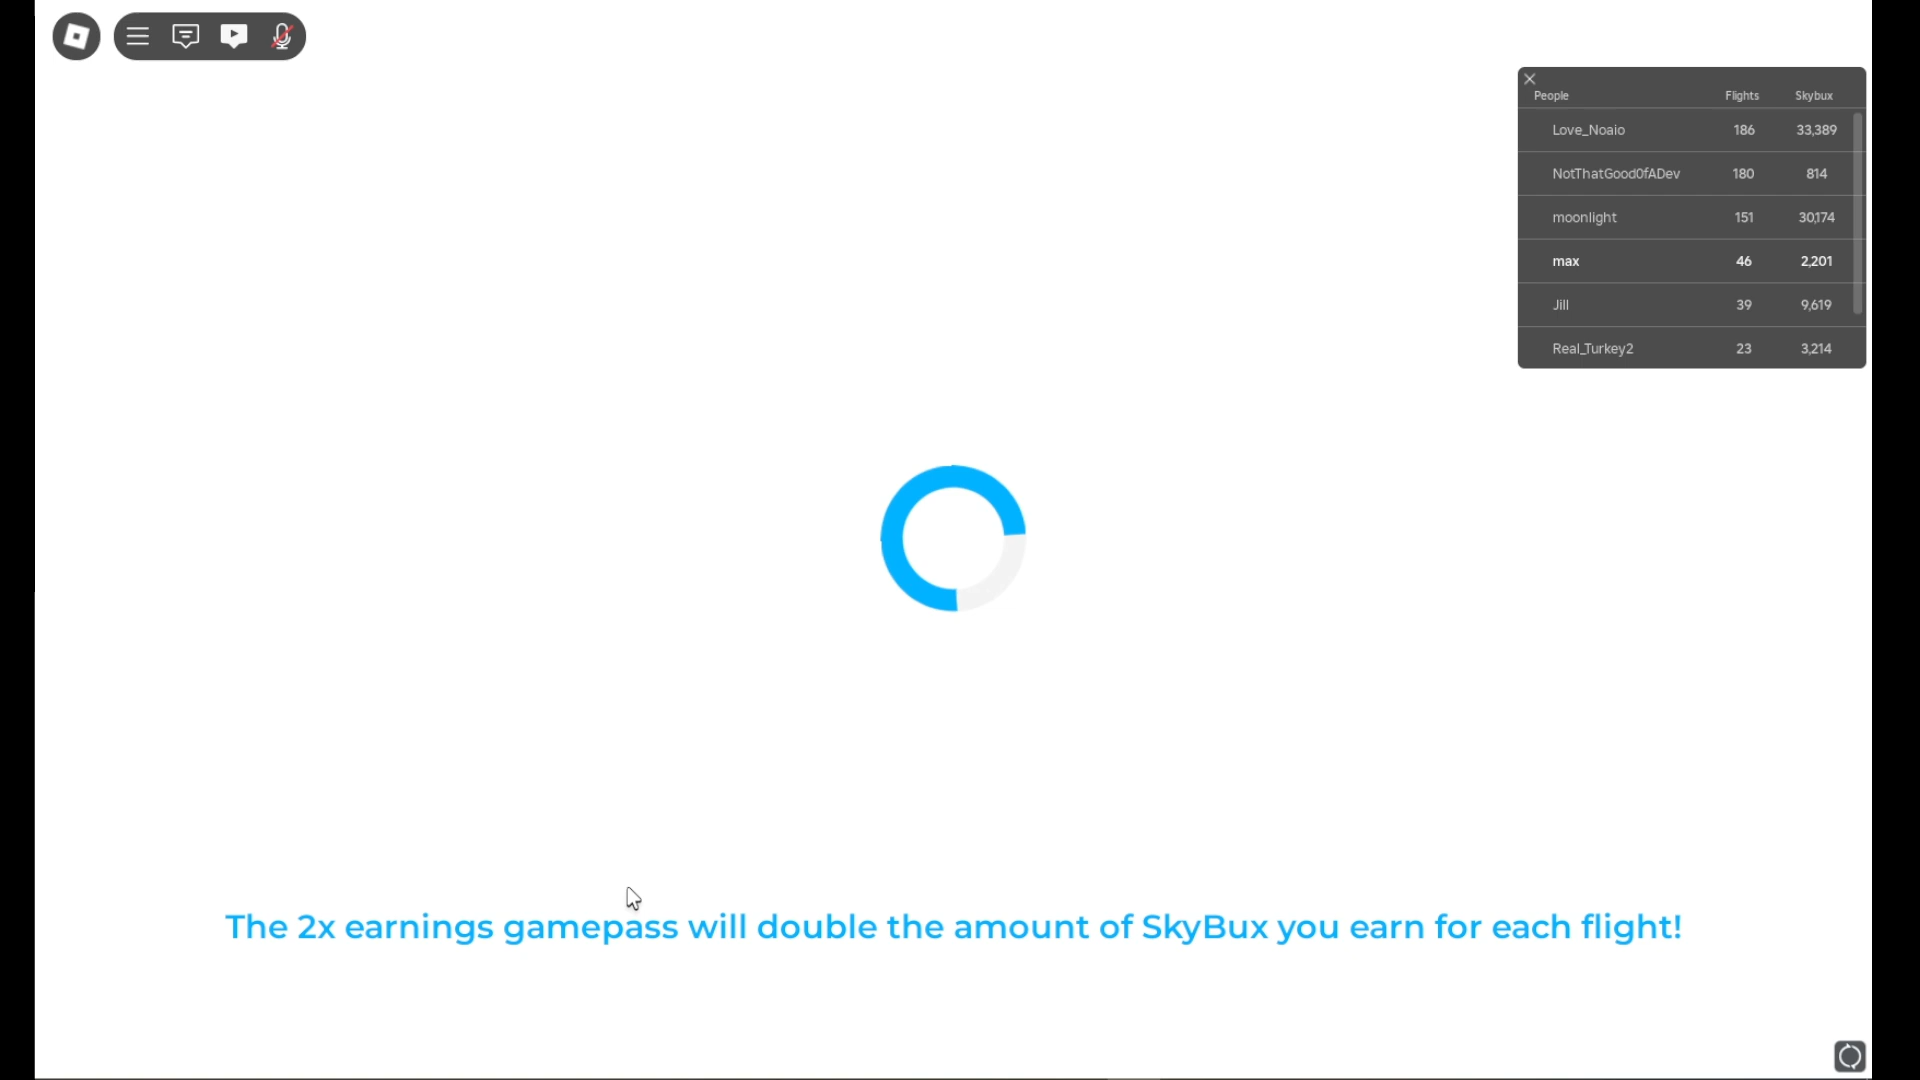 People Flights Skybux
Love_Noaio 186 33,389
NotThatGood0fADev 180 814
moonlight 151 30,174
max 46 2,201
Jill 39 9,619
Real_Turkey2 23 3,214
The 2x earnings gamepass will double the amount of SkyBux you earn for each flight!